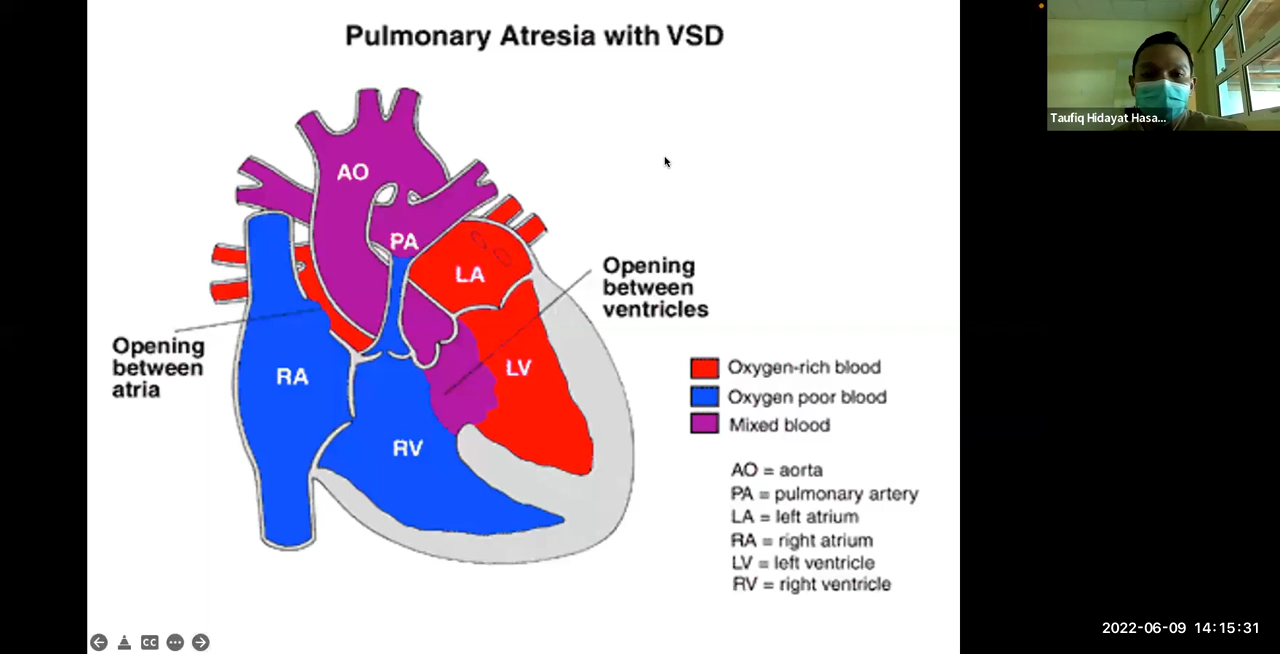 Pulmonary Atresia with VSD
Taufiq Hidayat Hasa...
AO
PA
LA
Opening
between
ventricles
Opening
between
atria
RA
LV
RV
Oxygen-rich blood
Oxygen poor blood
Mixed blood
AO = aorta
PA = pulmonary artery
LA = left atrium
RA = right atrium
LV = left ventricle
RV = right ventricle
CC
2022-06-09 14:15:31